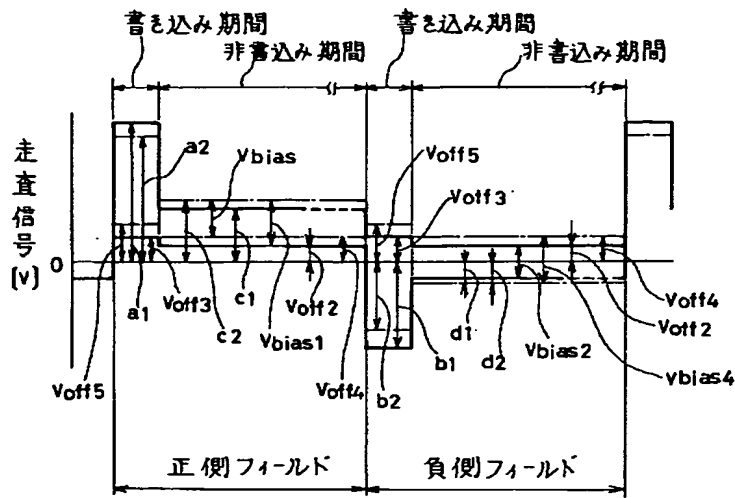 書き込み期間
書き込み期間
非書込み期間
非書込み期間
走査信号 [V]
0
a2
Vbias
Voff5
Voff3
a1
Voff3
c2
c1
Vbias1
Voff2
Voff4
Voff5
b2
b1
d1
d2
Vbias2
Vbias4
Voff2
Voff4
正側フィールド
負側フィールド